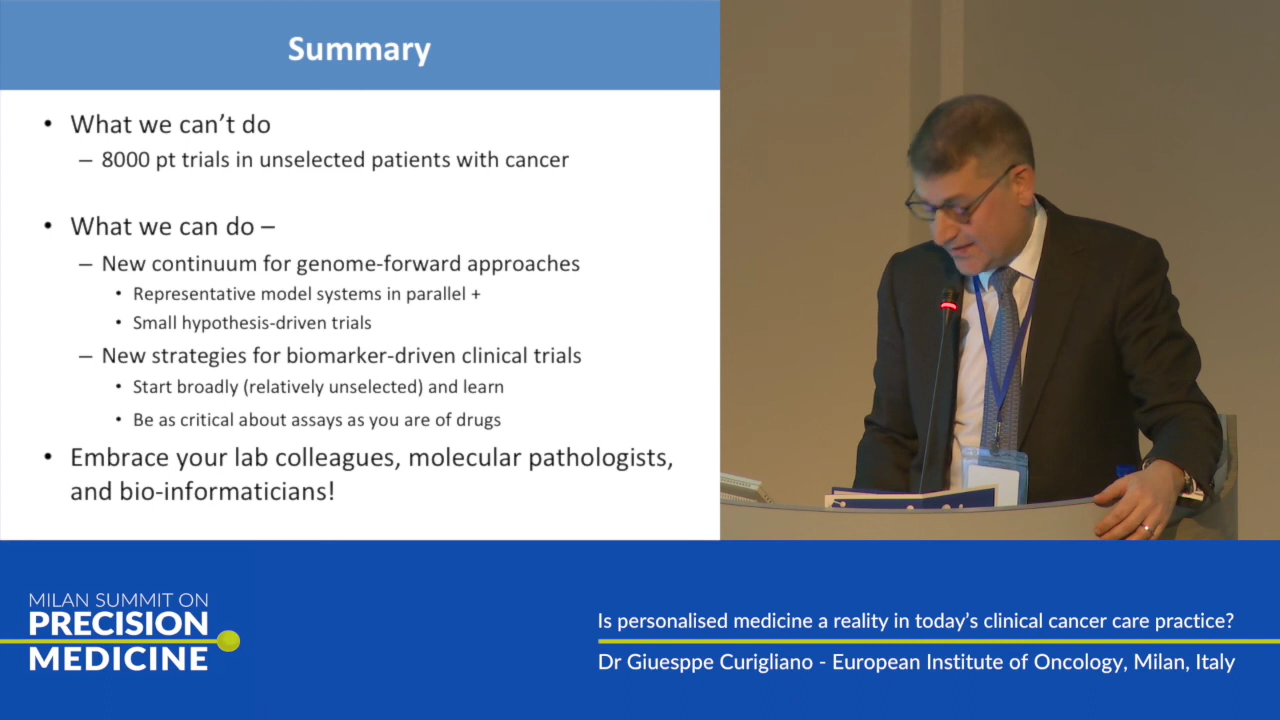 Summary
• What we can't do
– 8000 pt trials in unselected patients with cancer
• What we can do –
– New continuum for genome-forward approaches
• Representative model systems in parallel +
• Small hypothesis-driven trials
– New strategies for biomarker-driven clinical trials
• Start broadly (relatively unselected) and learn
• Be as critical about assays as you are of drugs
• Embrace your lab colleagues, molecular pathologists,
and bio-informaticians!
MILAN SUMMIT ON
PRECISION
MEDICINE
Is personalised medicine a reality in today's clinical cancer care practice?
Dr Giuesppe Curigliano - European Institute of Oncology, Milan, Italy